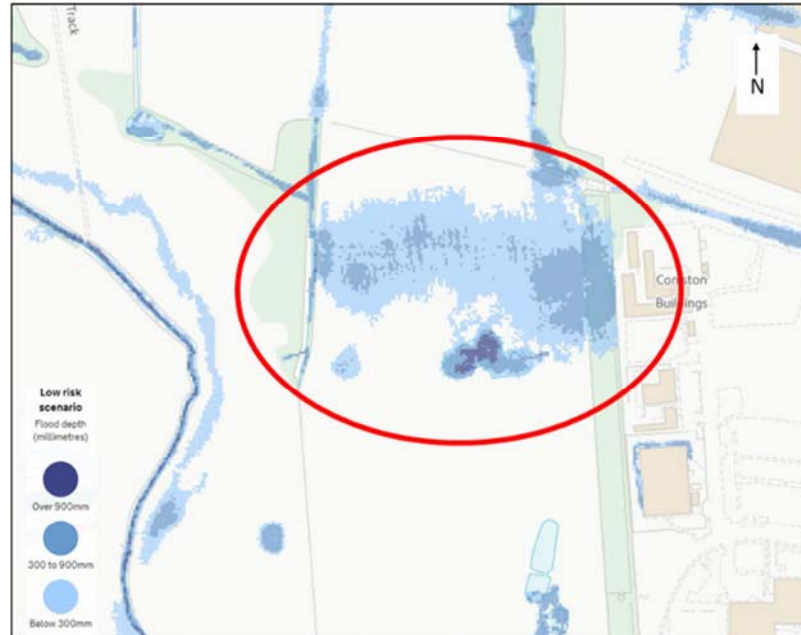 Track
N
Coniston
Buildings
Low risk
scenario
Flood depth
(millimetres)
Over 900mm
300 to 900mm
Below 300mm